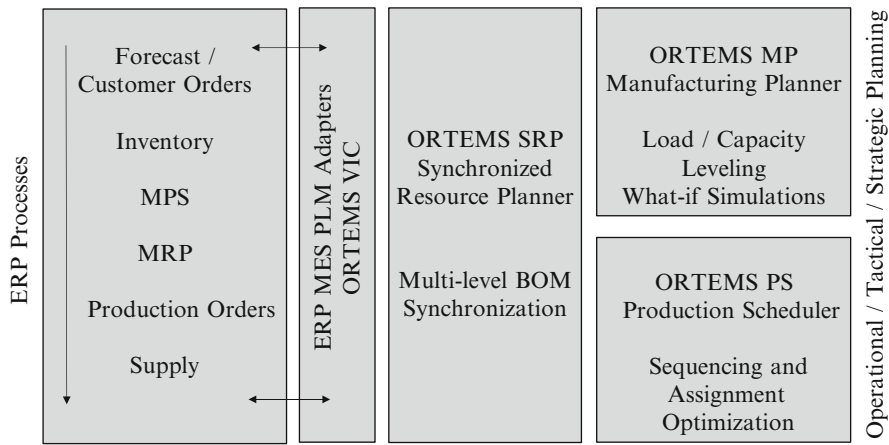 ERP Processes
Forecast /
Customer Orders
Inventory
MPS
MRP
Production Orders
Supply
ERP MES PLM Adapters
ORTEMS VIC
ORTEMS SRP
Synchronized
Resource Planner
Multi-level BOM
Synchronization
ORTEMS MP
Manufacturing Planner
Load / Capacity
Leveling
What-if Simulations
ORTEMS PS
Production Scheduler
Sequencing and
Assignment
Optimization
Operational / Tactical / Strategic Planning